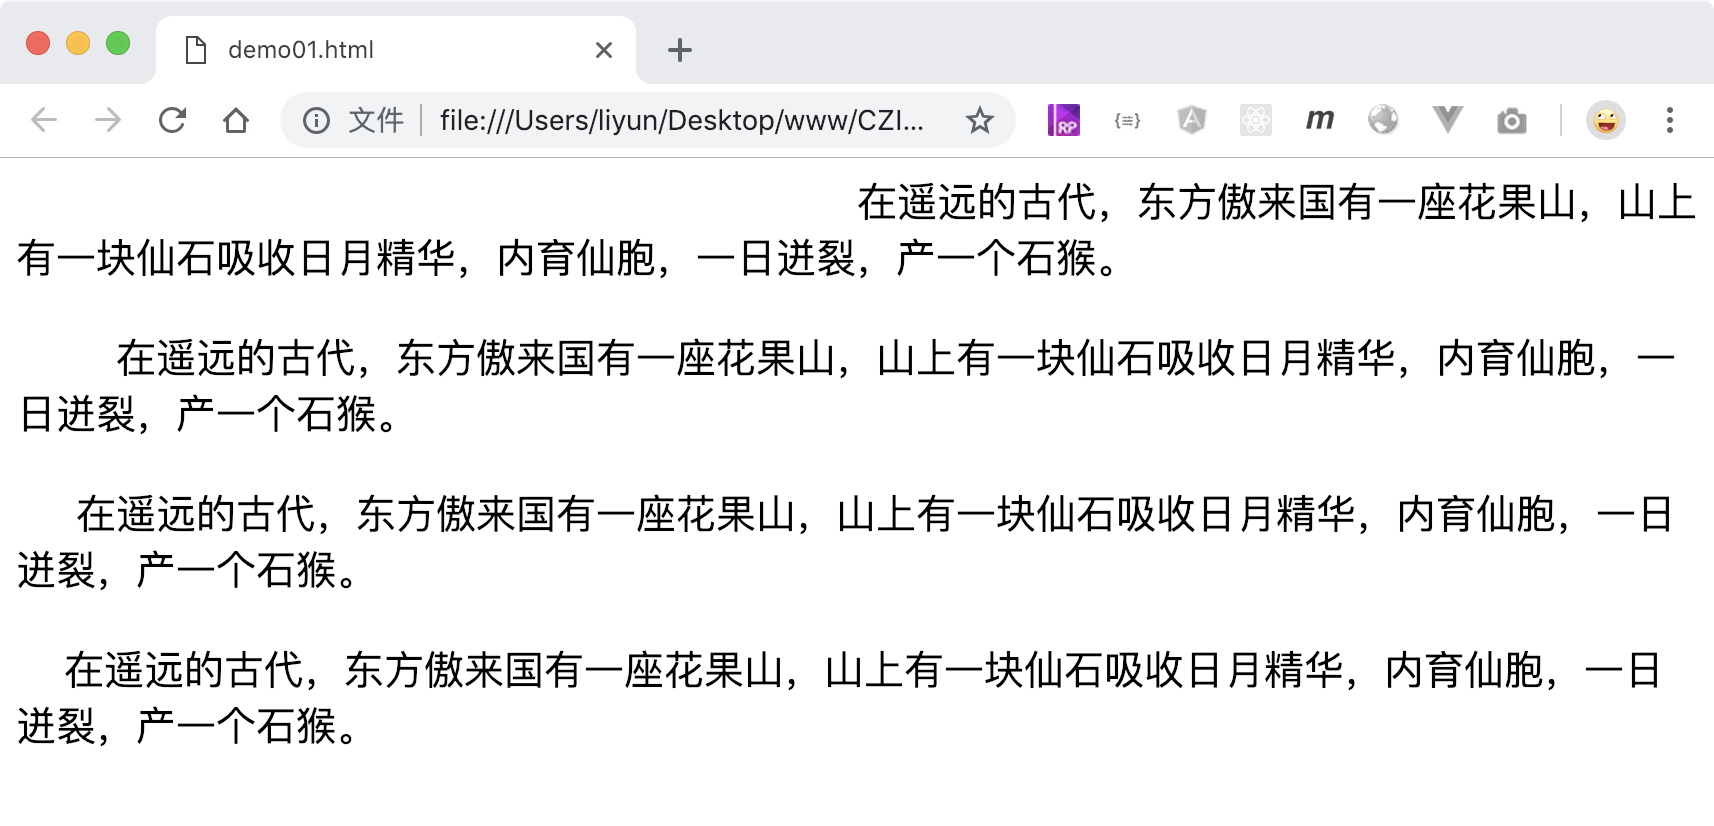 demo01.html
文件 file:///Users/liyun/Desktop/www/CZI...
RP
m
在遥远的古代，东方傲来国有一座花果山，山上
有一块仙石吸收日月精华，内育仙胞，一日迸裂，产一个石猴。
在遥远的古代，东方傲来国有一座花果山，山上有一块仙石吸收日月精华，内育仙胞，一
日迸裂，产一个石猴。
在遥远的古代，东方傲来国有一座花果山，山上有一块仙石吸收日月精华，内育仙胞，一日
迸裂，产一个石猴。
在遥远的古代，东方傲来国有一座花果山，山上有一块仙石吸收日月精华，内育仙胞，一日
迸裂，产一个石猴。